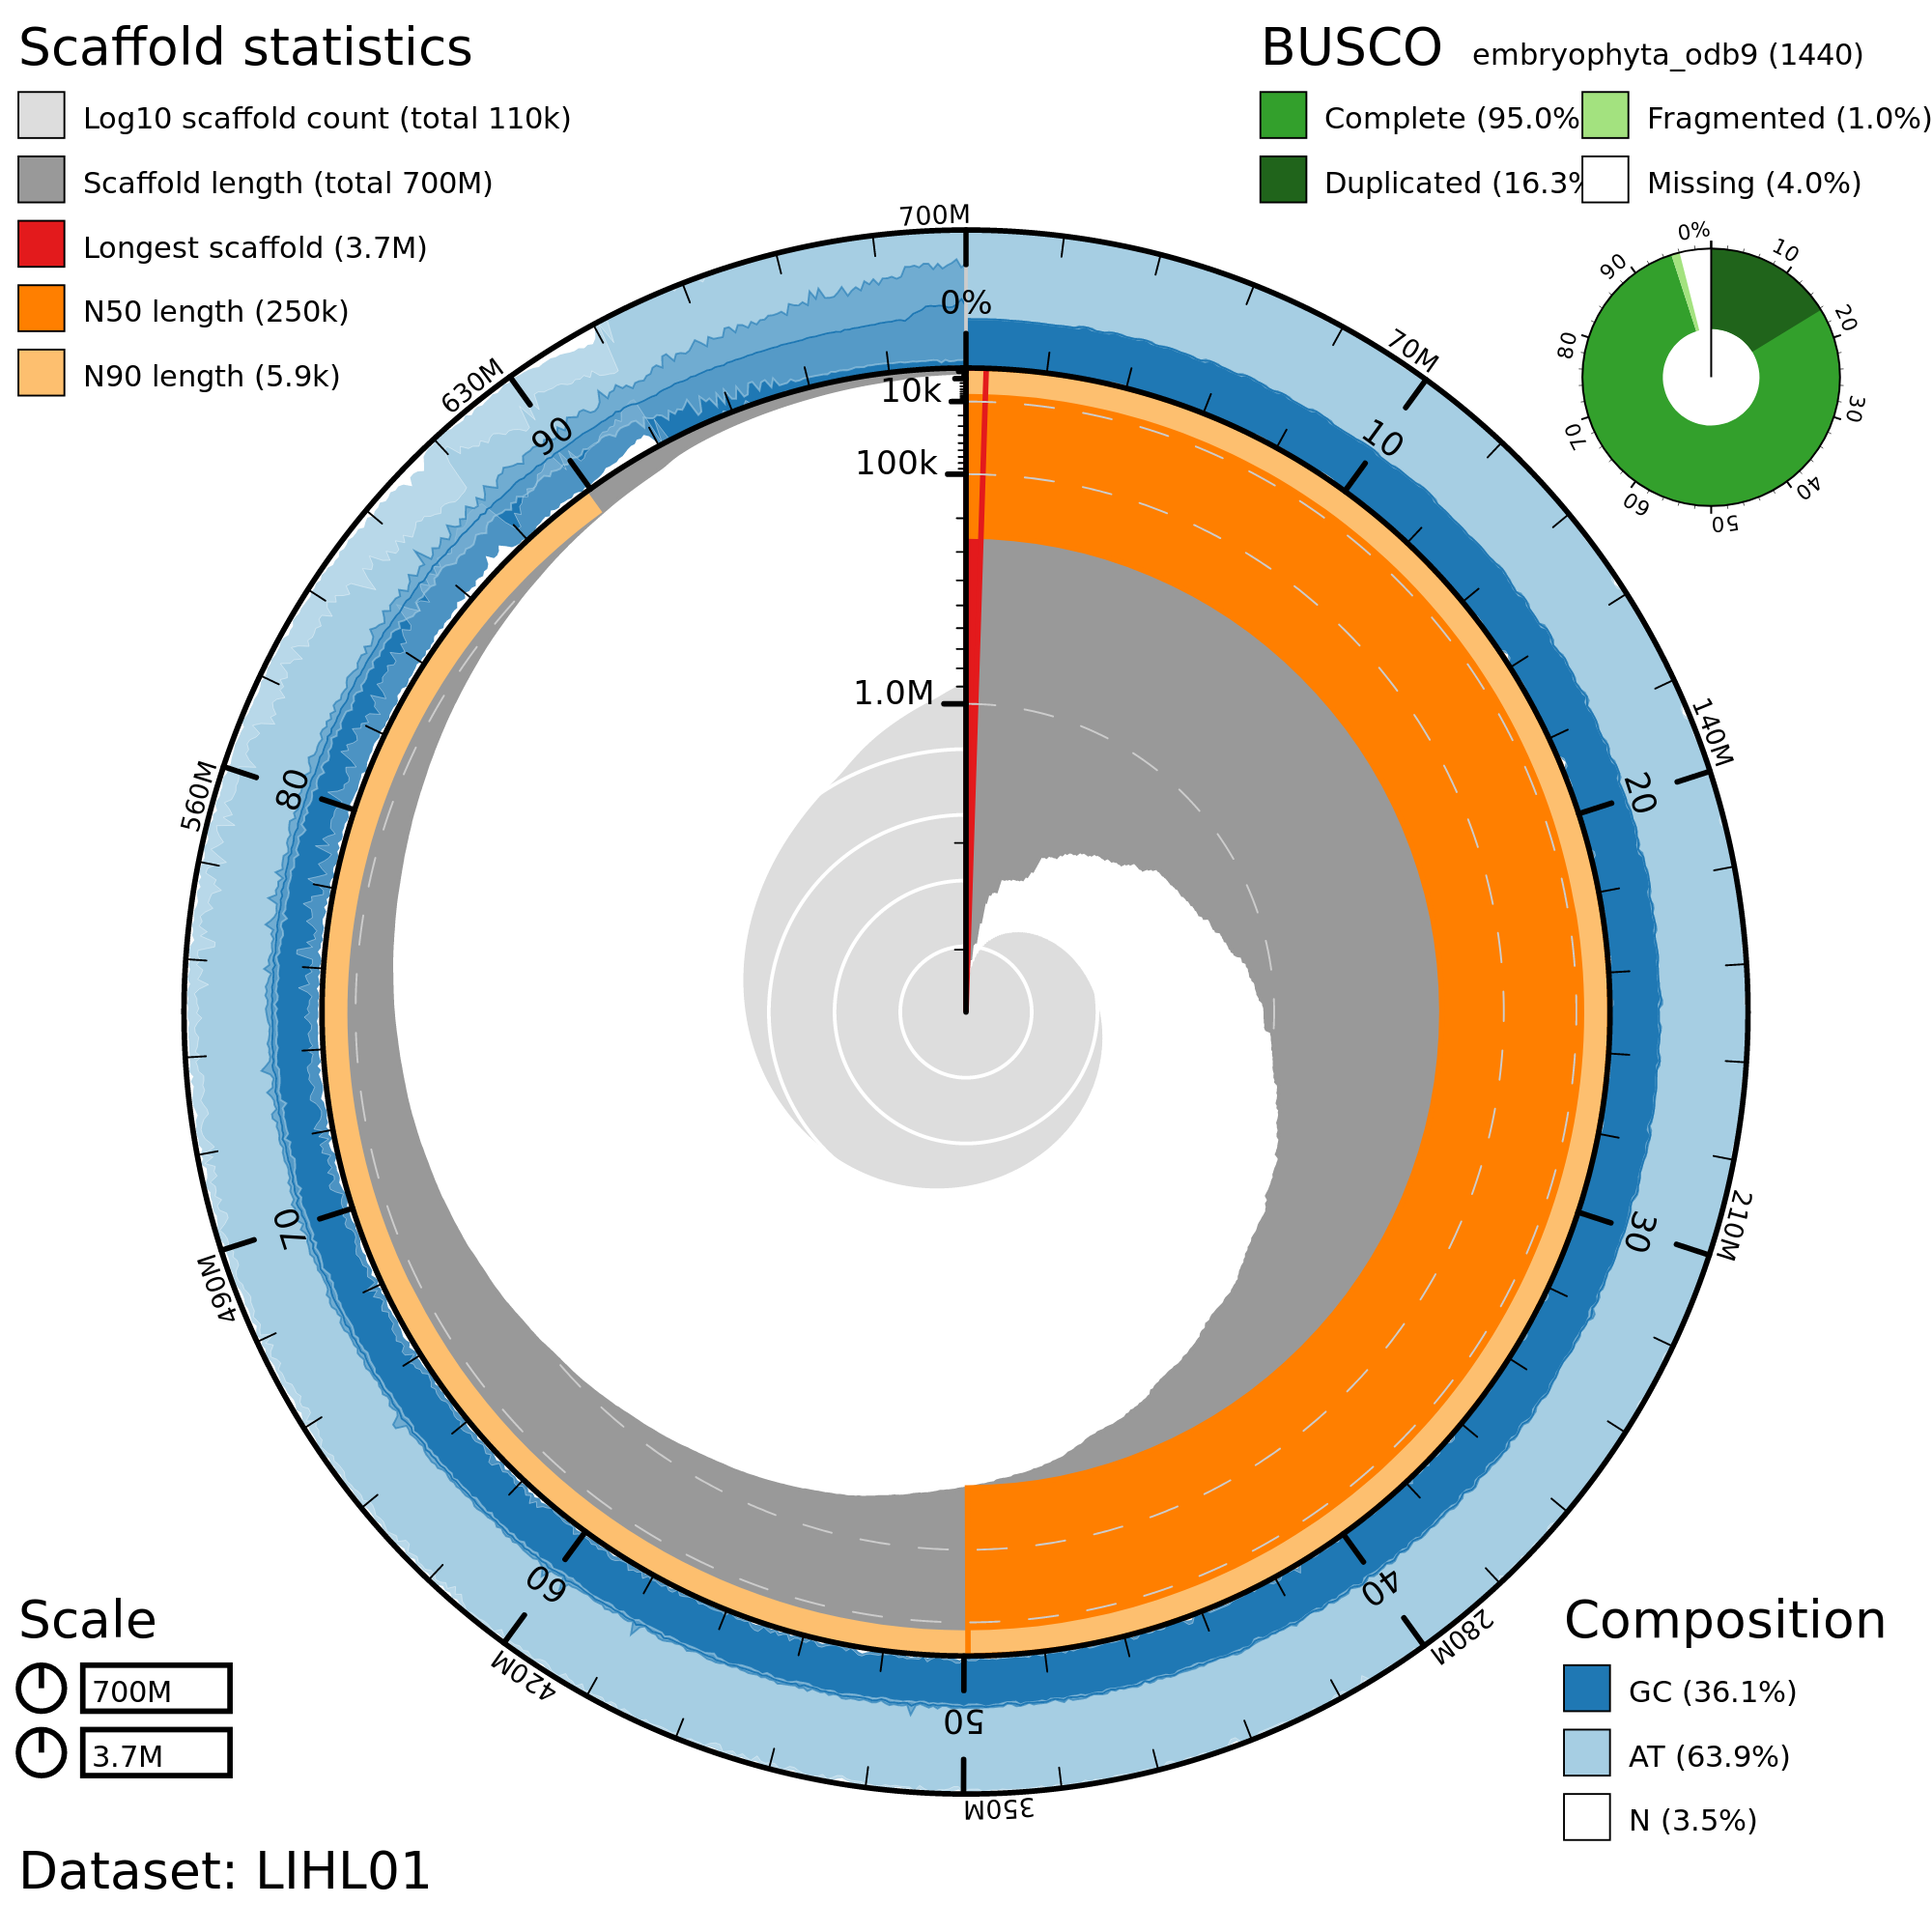 Scaffold statistics
Log10 scaffold count (total 110k)
Scaffold length (total 700M)
Longest scaffold (3.7M)
N50 length (250k)
N90 length (5.9k)
BUSCO embryophyta_odb9 (1440)
Complete (95.0% Fragmented (1.0%)
Duplicated (16.3% Missing (4.0%)
0%
10
20
30
40
50
60
70
80
90
700M
70M
140M
210M
280M
350M
420M
490M
560M
630M
0%
10
20
30
40
50
60
70
80
90
10k
100k
1.0M
Scale
700M
3.7M
Composition
GC (36.1%)
AT (63.9%)
N (3.5%)
Dataset: LIHL01